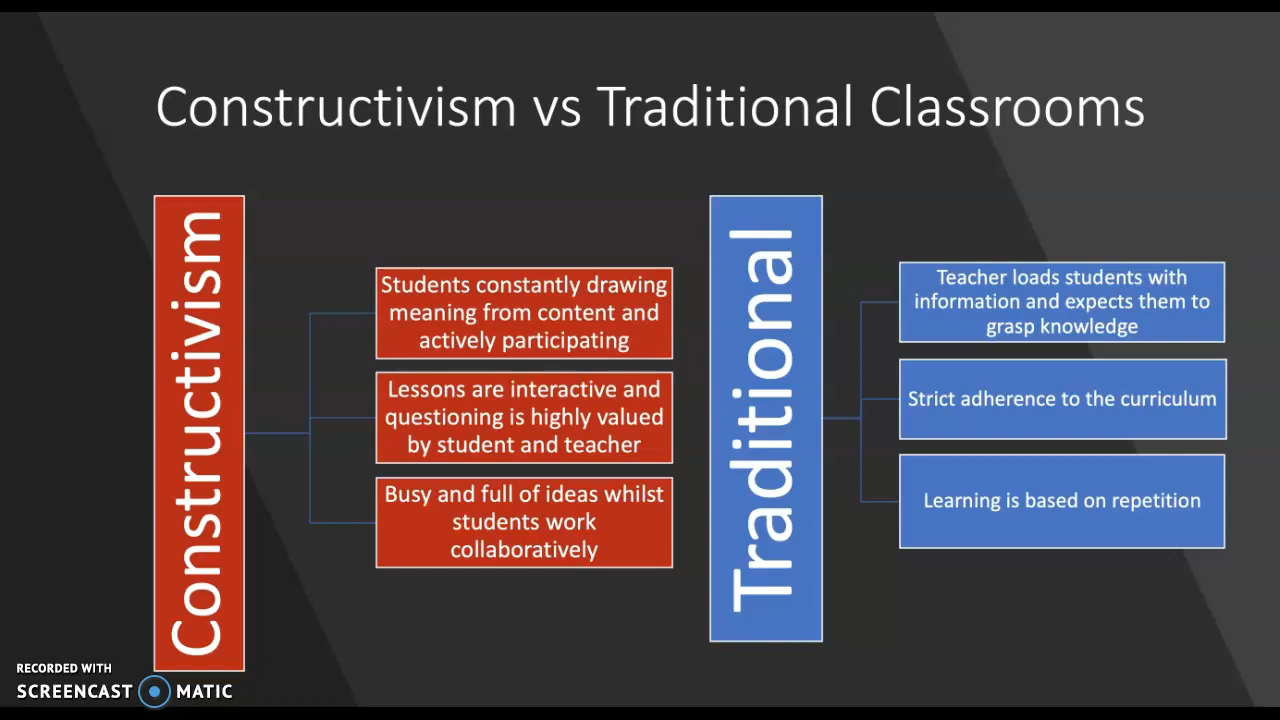 Constructivism vs Traditional Classrooms
Constructivism
Students constantly drawing
meaning from content and
actively participating
Lessons are interactive and
questioning is highly valued
by student and teacher
Busy and full of ideas whilst
students work
collaboratively
Traditional
Teacher loads students with
information and expects them to
grasp knowledge
Strict adherence to the curriculum
Learning is based on repetition
RECORDED WITH
SCREENCAST MATIC